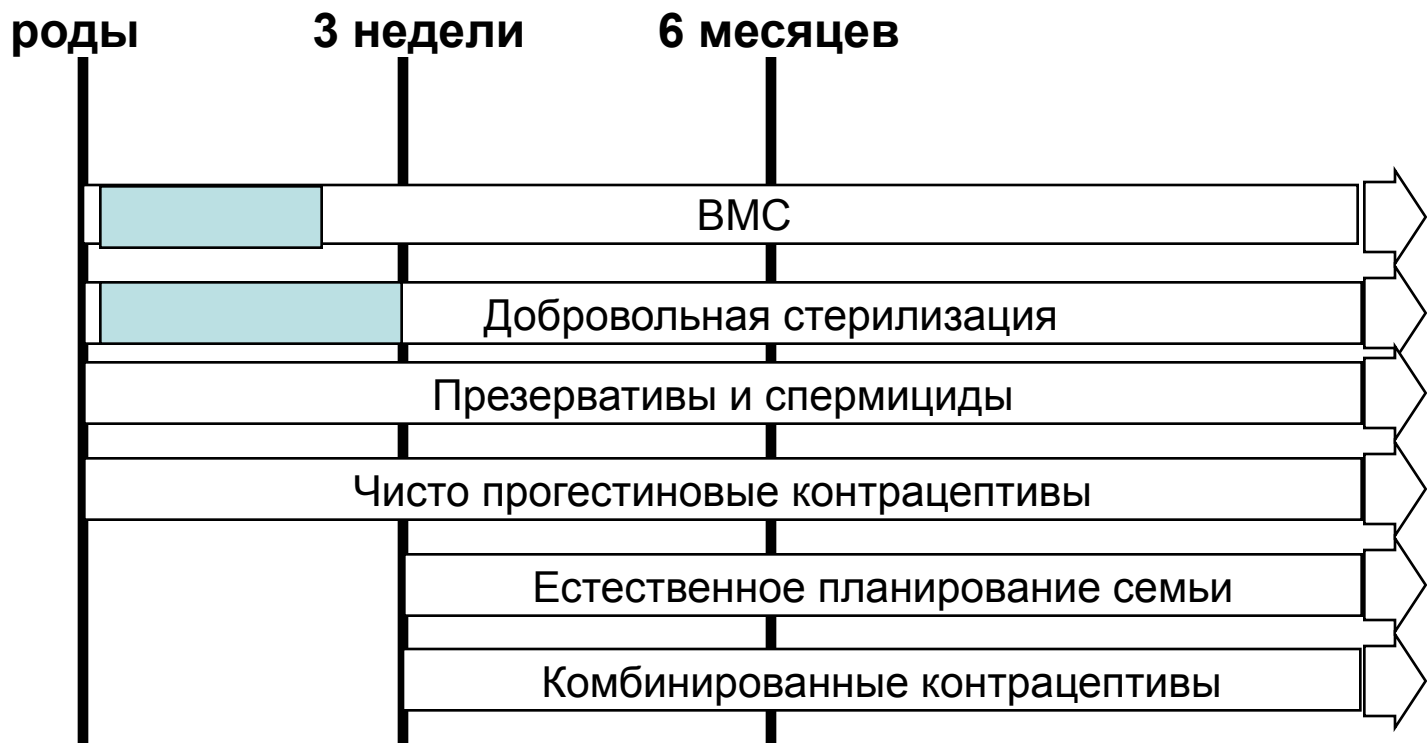 роды 3 недели 6 месяцев
ВМС
Добровольная стерилизация
Презервативы и спермициды
Чисто прогестиновые контрацептивы
Естественное планирование семьи
Комбинированные контрацептивы